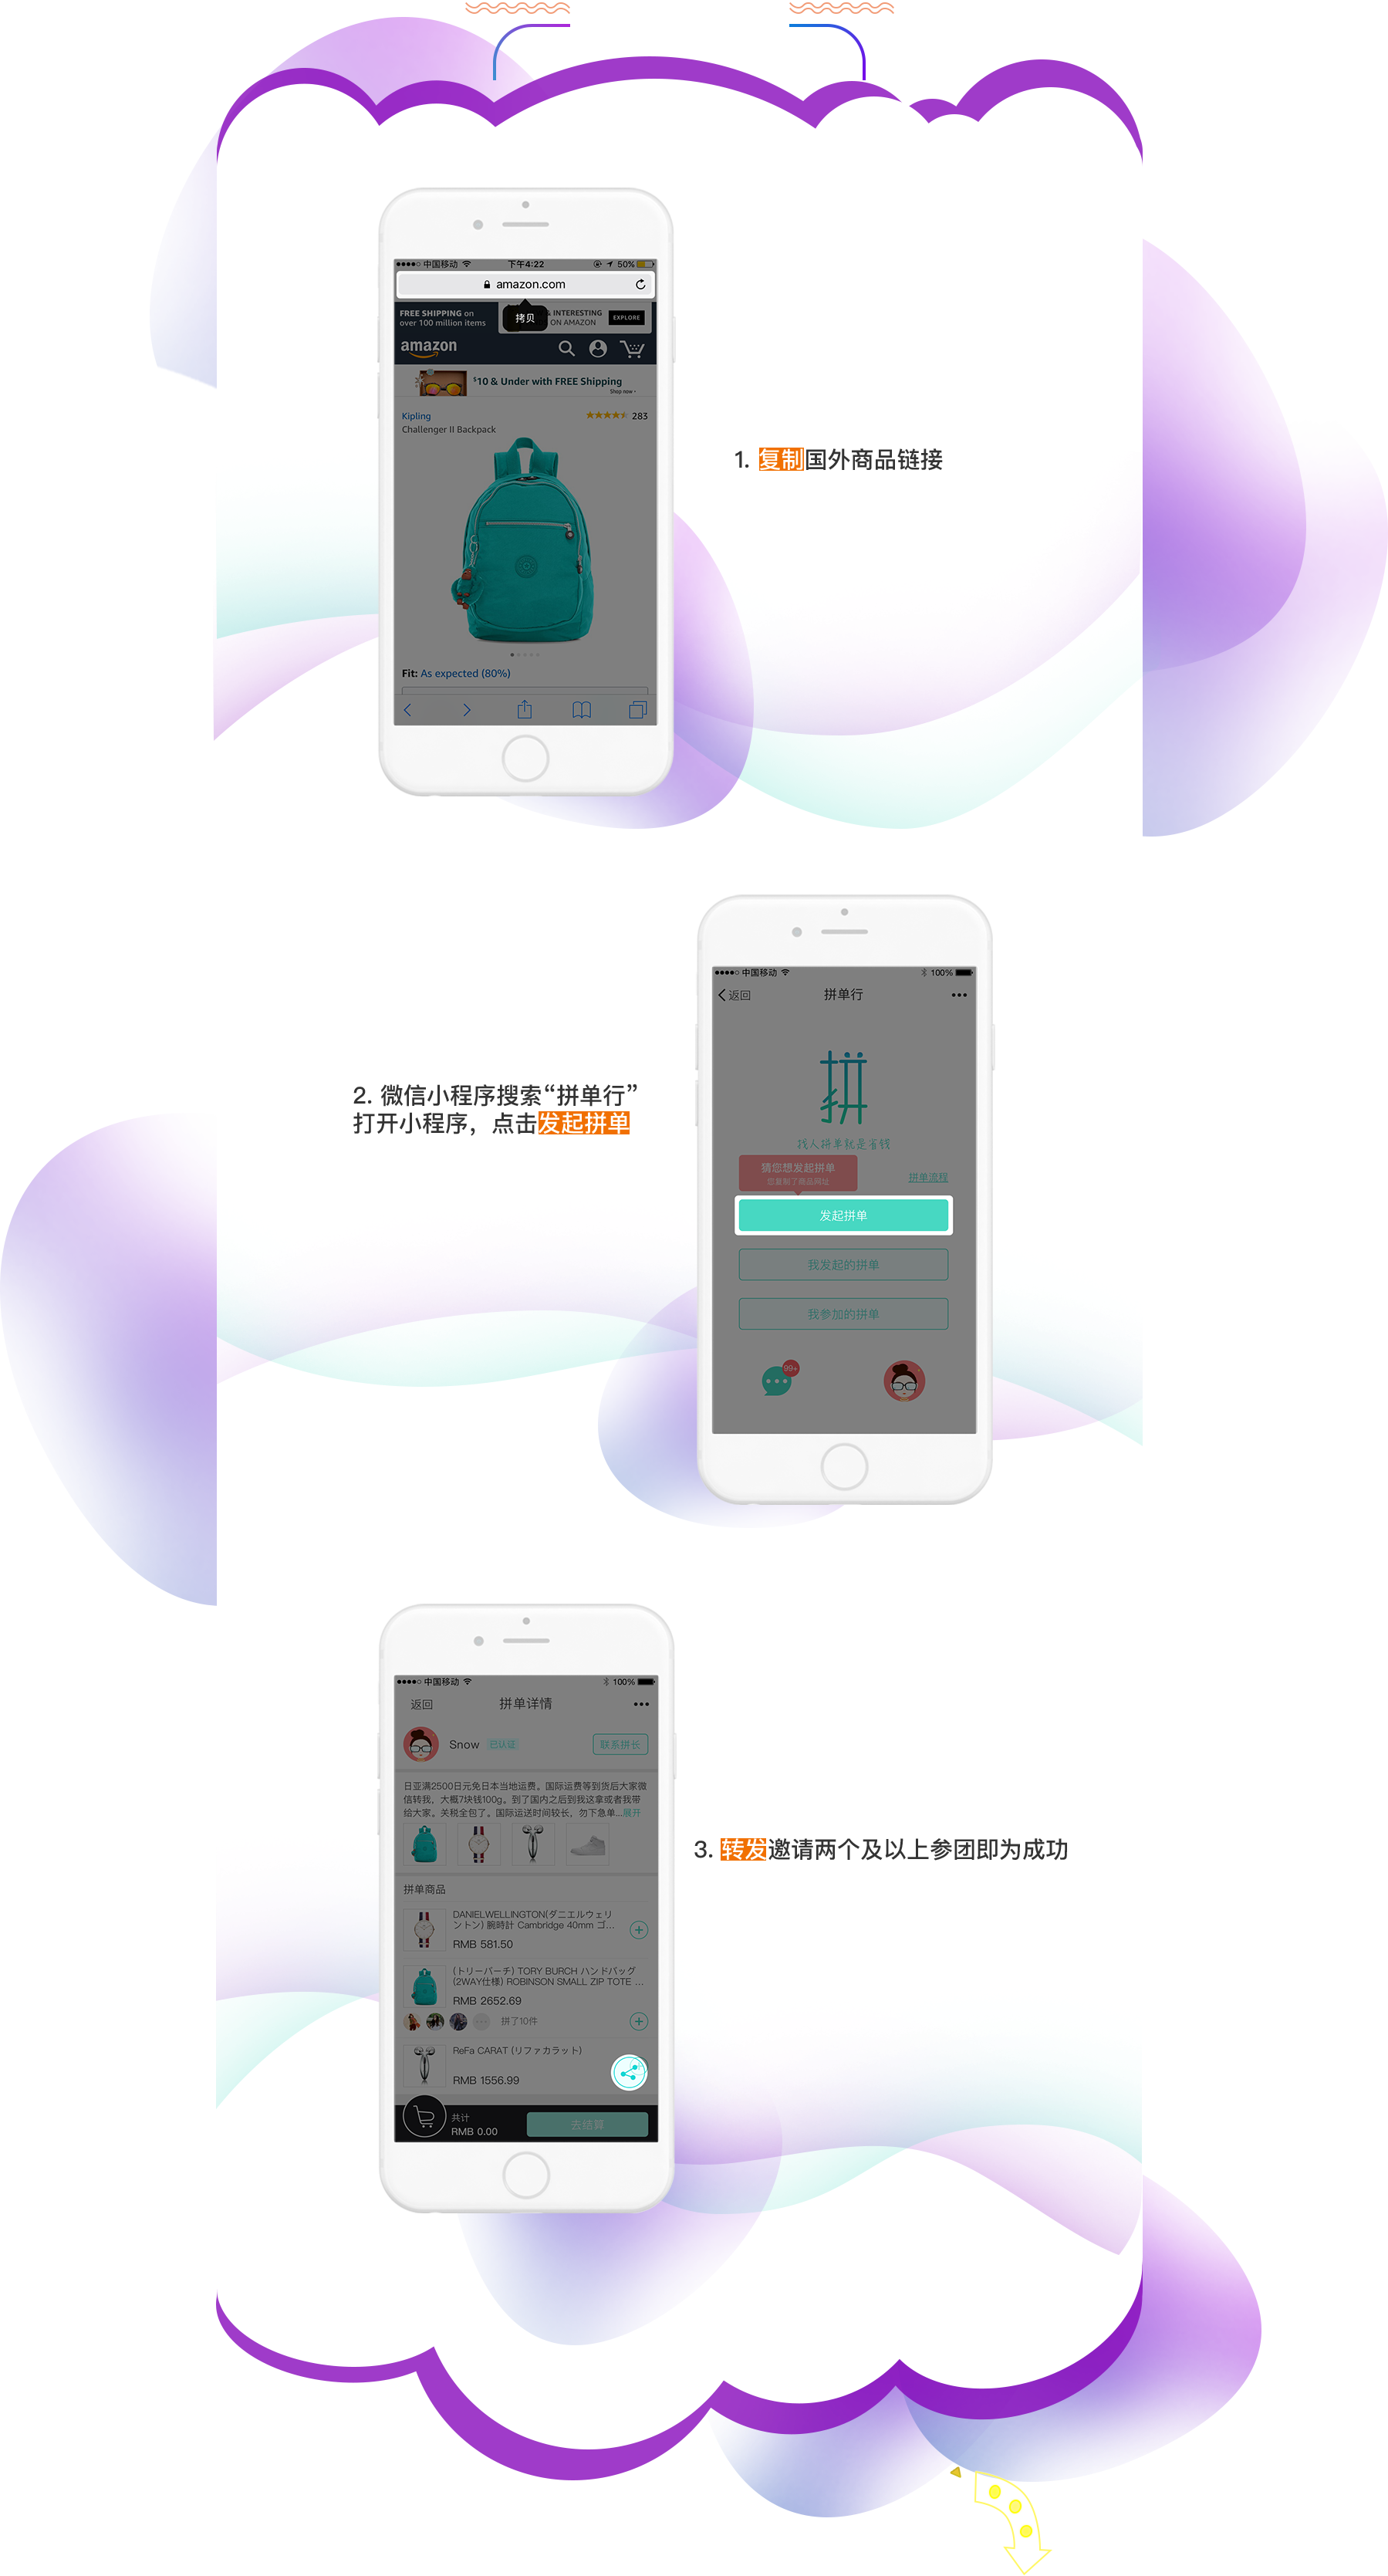 中国移动 下午4:22 50%
amazon.com
FREE SHIPPING on
over 100 million items
& INTERESTING
ON AMAZON
EXPLORE
拷贝
amazon
$10 & Under with FREE Shipping
Shop now ›
Kipling
283
Challenger II Backpack
Fit: As expected (80%)
1. 复制国外商品链接
中国移动 100%
返回 拼单行
拼
找人拼单就是省钱
猜您想发起拼单
您复制了商品网址
拼单流程
发起拼单
我发起的拼单
我参加的拼单
99+
2. 微信小程序搜索“拼单行”
打开小程序，点击发起拼单
中国移动 100%
返回 拼单详情
Snow 已认证 联系拼长
日亚满2500日元免日本当地运费。国际运费等到货后大家微
信转我，大概7块钱100g。到了国内之后到我这拿或者我带
给大家。关税全包了。国际运送时间较长，勿下急单...展开
拼单商品
DANIELWELLINGTON(ダニエルウェリ
ントン) 腕時計 Cambridge 40mm ゴ...
RMB 581.50
(トリーバーチ) TORY BURCH ハンドバッグ
(2WAY仕様) ROBINSON SMALL ZIP TOTE ...
RMB 2652.69
拼了10件
ReFa CARAT (リファカラット)
RMB 1556.99
共计
RMB 0.00
去结算
3. 转发邀请两个及以上参团即为成功